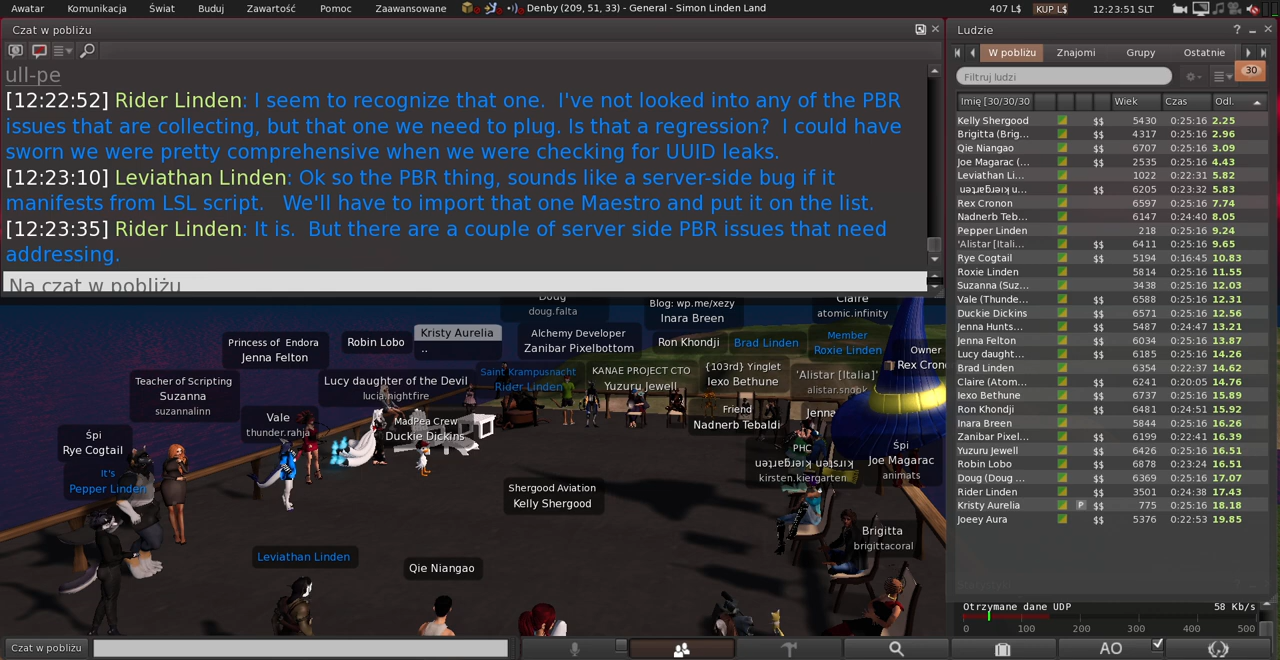 Awatar Komunikacja Świat Buduj Zawartość Pomoc Zaawansowane Denby (209, 51, 33) - General - Simon Linden Land 407 L$ KUP L$ 12:23:51 SLT
Czat w pobliżu
ull-pe
[12:22:52] Rider Linden: I seem to recognize that one. I've not looked into any of the PBR
issues that are collecting, but that one we need to plug. Is that a regression? I could have
sworn we were pretty comprehensive when we were checking for UUID leaks.
[12:23:10] Leviathan Linden: Ok so the PBR thing, sounds like a server-side bug if it
manifests from LSL script. We'll have to import that one Maestro and put it on the list.
[12:23:35] Rider Linden: It is. But there are a couple of server side PBR issues that need
addressing.
Na czat w pobliżu
Doug
doug.falta
Blog: wp.me/xezy
Inara Breen
Claire
atomic.infinity
Princess of Endora
Jenna Felton
Robin Lobo
Kristy Aurelia
..
Alchemy Developer
Zanibar Pixelbottom
Ron Khondji
Brad Linden
Member
Roxie Linden
Owner
Rex Cron
Teacher of Scripting
Suzanna
suzannalinn
Lucy daughter of the Devil
lucia.nightfire
Saint Krampusnacht
Rider Linden
KANAE PROJECT CTO
Yuzuru Jewell
{103rd} Yinglet
Iexo Bethune
'Alistar [Italia]'
alistar.snook
Vale
thunder.rahja
MadPea Crew
Duckie Dickins
Friend
Nadnerb Tebaldi
Jenna
Śpi
Rye Cogtail
It's
Pepper Linden
PHC
kirsten.kiergarten
Śpi
Joe Magarac
animats
Shergood Aviation
Kelly Shergood
Brigitta
brigittacoral
Leviathan Linden
Qie Niangao
Czat w pobliżu
AO
Ludzie
W pobliżu Znajomi Grupy Ostatnie
Filtruj ludzi
30
Imię [30/30/30 Wiek Czas Odl.
Kelly Shergood $$ 5430 0:25:16 2.25
Brigitta (Brig... $$ 4317 0:25:16 2.96
Qie Niangao $$ 6707 0:25:16 3.09
Joe Magarac (... $$ 2535 0:25:16 4.43
Leviathan Li... 1022 0:22:31 5.82
$$ 6205 0:23:32 5.83
Rex Cronon 6597 0:25:16 7.74
Nadnerb Teb... 6147 0:24:40 8.05
Pepper Linden 218 0:25:16 9.24
'Alistar [Itali... $$ 6411 0:25:16 9.65
Rye Cogtail $$ 5194 0:16:45 10.83
Roxie Linden 5814 0:25:16 11.55
Suzanna (Suz... 3438 0:25:16 12.03
Vale (Thunde... $$ 6588 0:25:16 12.31
Duckie Dickins $$ 6571 0:25:16 12.56
Jenna Hunts... $$ 5487 0:24:47 13.21
Jenna Felton $$ 6034 0:25:16 13.87
Lucy daught... $$ 6185 0:25:16 14.26
Brad Linden 6354 0:22:37 14.62
Claire (Atom... $$ 6241 0:20:05 14.76
Iexo Bethune $$ 6737 0:25:16 15.89
Ron Khondji $$ 6481 0:24:51 15.92
Inara Breen 5844 0:25:16 16.26
Zanibar Pixel... $$ 6199 0:22:41 16.39
Yuzuru Jewell $$ 6426 0:25:16 16.51
Robin Lobo $$ 6878 0:23:24 16.51
Doug (Doug ... $$ 6369 0:25:16 17.07
Rider Linden $$ 3501 0:24:38 17.43
Kristy Aurelia P $$ 775 0:25:16 18.18
Joeey Aura $$ 5376 0:22:53 19.85
Otrzymane dane UDP 58 Kb/s
0 100 200 300 400 500